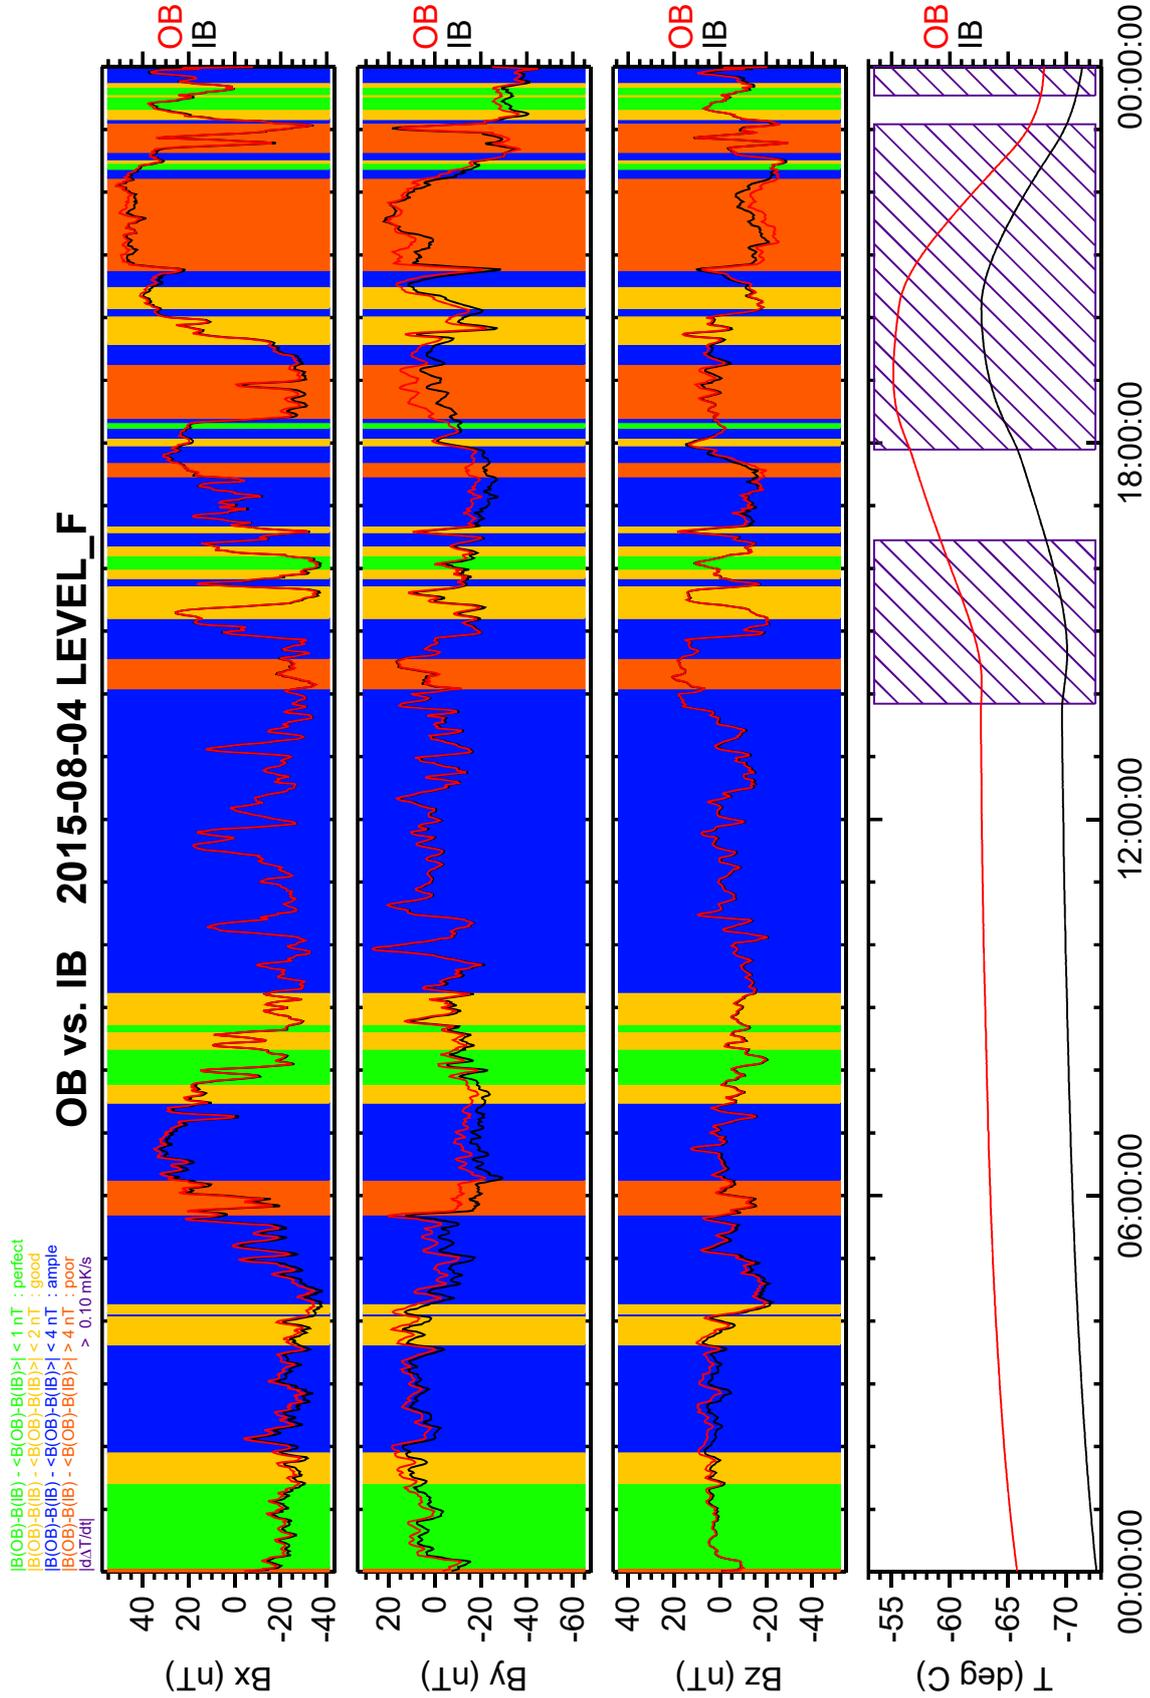 OB vs. IB 2015-08-04 LEVEL_F
|B(OB)-B(IB) - <B(OB)-B(IB)>| < 1 nT : perfect
|B(OB)-B(IB) - <B(OB)-B(IB)>| < 2 nT : good
|B(OB)-B(IB) - <B(OB)-B(IB)>| < 4 nT : ample
|B(OB)-B(IB) - <B(OB)-B(IB)>| > 4 nT : poor
|dΔT/dt| > 0.10 mK/s
Bx (nT)
40
20
0
-20
-40
OB
IB
By (nT)
20
0
-20
-40
-60
OB
IB
Bz (nT)
40
20
0
-20
-40
OB
IB
T (deg C)
-55
-60
-65
-70
OB
IB
00:00:00
06:00:00
12:00:00
18:00:00
00:00:00